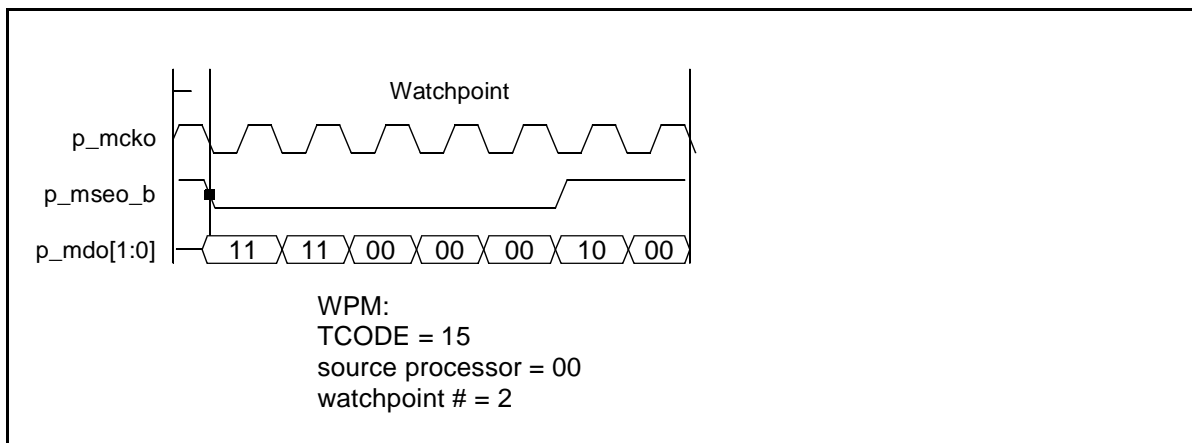 Watchpoint
p_mcko
p_mseo_b
p_mdo[1:0] 11 11 00 00 00 10 00
WPM:
TCODE = 15
source processor = 00
watchpoint # = 2